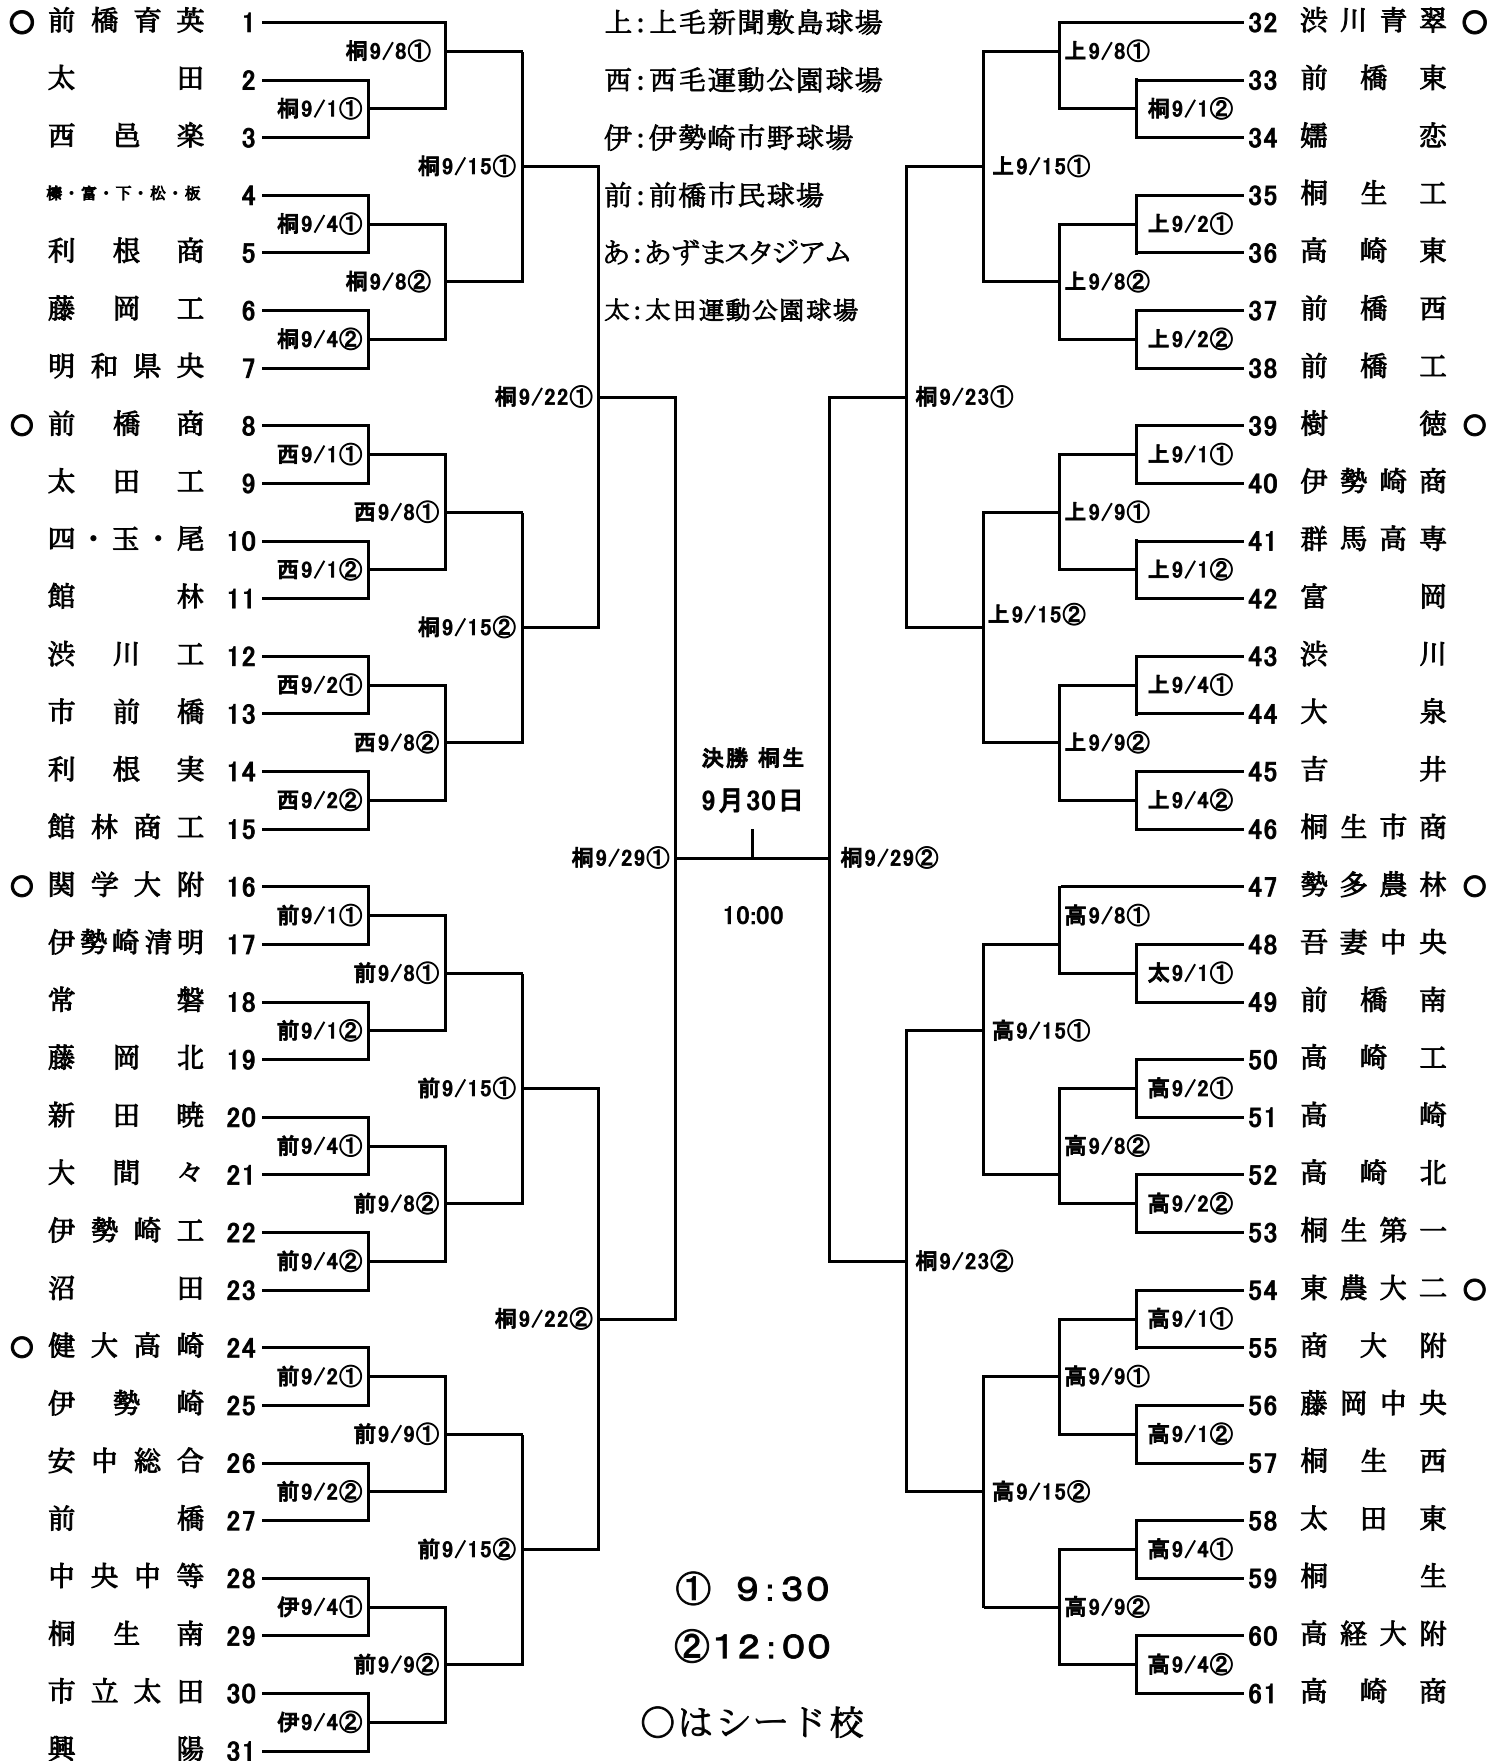 上：上毛新聞敷島球場
西：西毛運動公園球場
伊：伊勢崎市野球場
前：前橋市民球場
あ：あずまスタジアム
太：太田運動公園球場
○ 前橋育英 1
太田 2
西邑楽 3
榛・富・下・松・板 4
利根商 5
藤岡工 6
明和県央 7
○ 前橋商 8
太田工 9
四・玉・尾 10
館林 11
渋川工 12
市前橋 13
利根実 14
館林商工 15
○ 関学大附 16
伊勢崎清明 17
常磐 18
藤岡北 19
新田暁 20
大間々 21
伊勢崎工 22
沼田 23
○ 健大高崎 24
伊勢崎 25
安中総合 26
前橋 27
中央中等 28
桐生南 29
市立太田 30
興陽 31
桐9/8①
桐9/1①
桐9/15①
桐9/4①
桐9/8②
桐9/4②
桐9/22①
西9/1①
西9/8①
西9/1②
桐9/15②
西9/2①
西9/8②
西9/2②
桐9/29①
前9/1①
前9/8①
前9/1②
前9/15①
前9/4①
前9/8②
前9/4②
桐9/22②
前9/2①
前9/9①
前9/2②
前9/15②
伊9/4①
前9/9②
伊9/4②
決勝 桐生
9月30日
10:00
① 9:30
②12:00
○はシード校
上9/8①
桐9/1②
上9/15①
上9/2①
上9/8②
上9/2②
桐9/23①
上9/1①
上9/9①
上9/1②
上9/15②
上9/4①
上9/9②
上9/4②
桐9/29②
高9/8①
太9/1①
高9/15①
高9/2①
高9/8②
高9/2②
桐9/23②
高9/1①
高9/9①
高9/1②
高9/15②
高9/4①
高9/9②
高9/4②
32 渋川青翠 ○
33 前橋東
34 嬬恋
35 桐生工
36 高崎東
37 前橋西
38 前橋工
39 樹徳 ○
40 伊勢崎商
41 群馬高専
42 富岡
43 渋川
44 大泉
45 吉井
46 桐生市商
47 勢多農林 ○
48 吾妻中央
49 前橋南
50 高崎工
51 高崎
52 高崎北
53 桐生第一
54 東農大二 ○
55 商大附
56 藤岡中央
57 桐生西
58 太田東
59 桐生
60 高経大附
61 高崎商